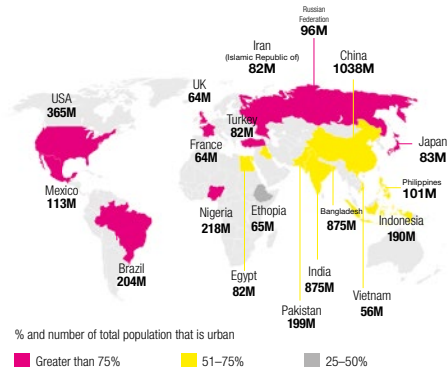 Russian
Federation
96M
Iran
(Islamic Republic of)
82M
China
1038M
USA
365M
UK
64M
Turkey
82M
France
64M
Japan
83M
Mexico
113M
Philippines
101M
Nigeria
218M
Ethopia
65M
Bangladesh
875M
Indonesia
190M
Brazil
204M
Egypt
82M
India
875M
Vietnam
56M
Pakistan
199M
% and number of total population that is urban
Greater than 75%
51–75%
25–50%